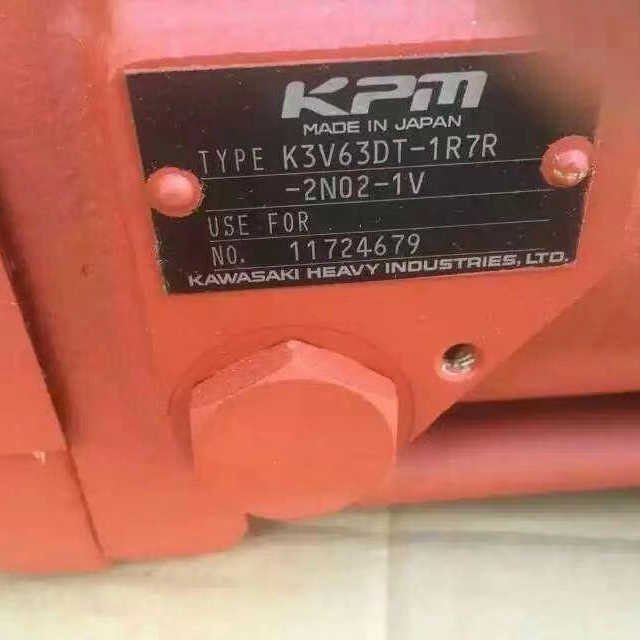 KPM
MADE IN JAPAN
TYPE K3V63DT-1R7R
-2N02-1V
USE FOR
NO. 11724679
KAWASAKI HEAVY INDUSTRIES, LTD.